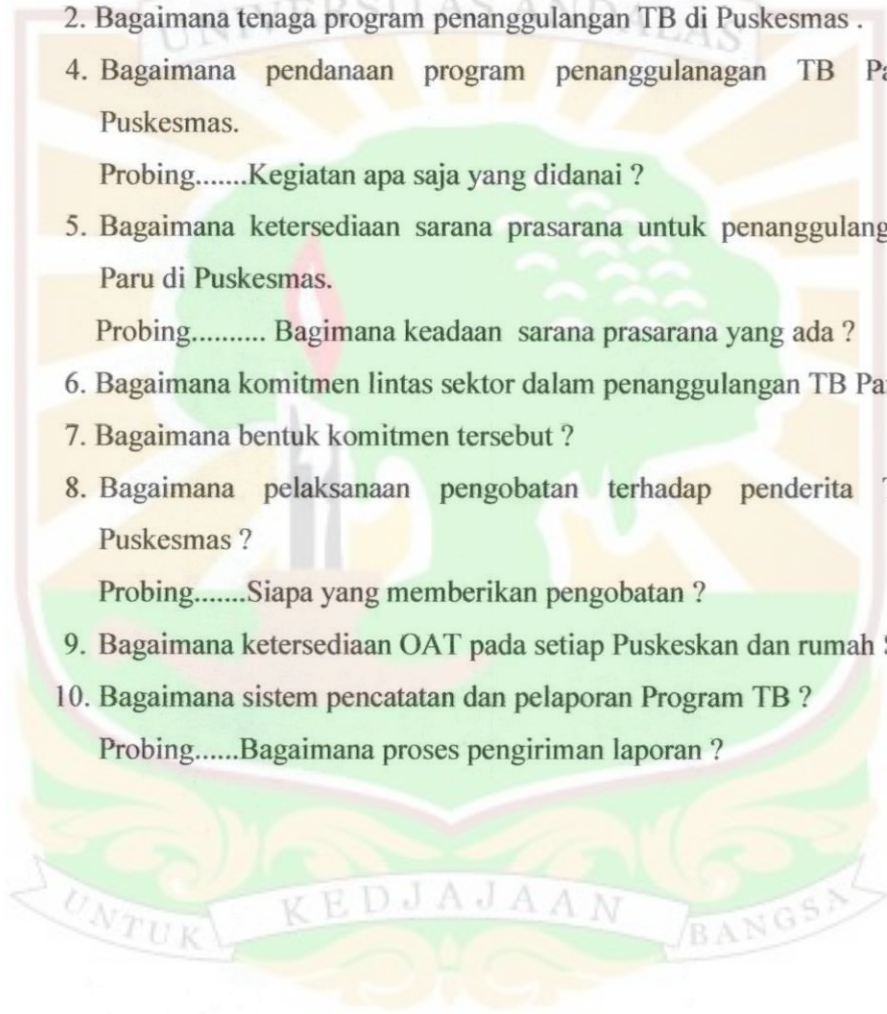 UNIVERSITAS ANDALAS
2. Bagaimana tenaga program penanggulangan TB di Puskesmas .
4. Bagaimana pendanaan program penanggulanagan TB
Puskesmas.
Probing.......Kegiatan apa saja yang didanai ?
5. Bagaimana ketersediaan sarana prasarana untuk
Paru di Puskesmas.
Probing.......... Bagimana keadaan sarana prasarana yang ada ?
6. Bagaimana komitmen lintas sektor dalam penanggulangan TB
7. Bagaimana bentuk komitmen tersebut ?
8. Bagaimana pelaksanaan pengobatan terhadap penderita
Puskesmas ?
Probing.......Siapa yang memberikan pengobatan ?
9. Bagaimana ketersediaan OAT pada setiap Puskeskan dan rumah
10. Bagaimana sistem pencatatan dan pelaporan Program TB ?
Probing......Bagaimana proses pengiriman laporan ?
UNTUK KEDJAJAAN BANGSA